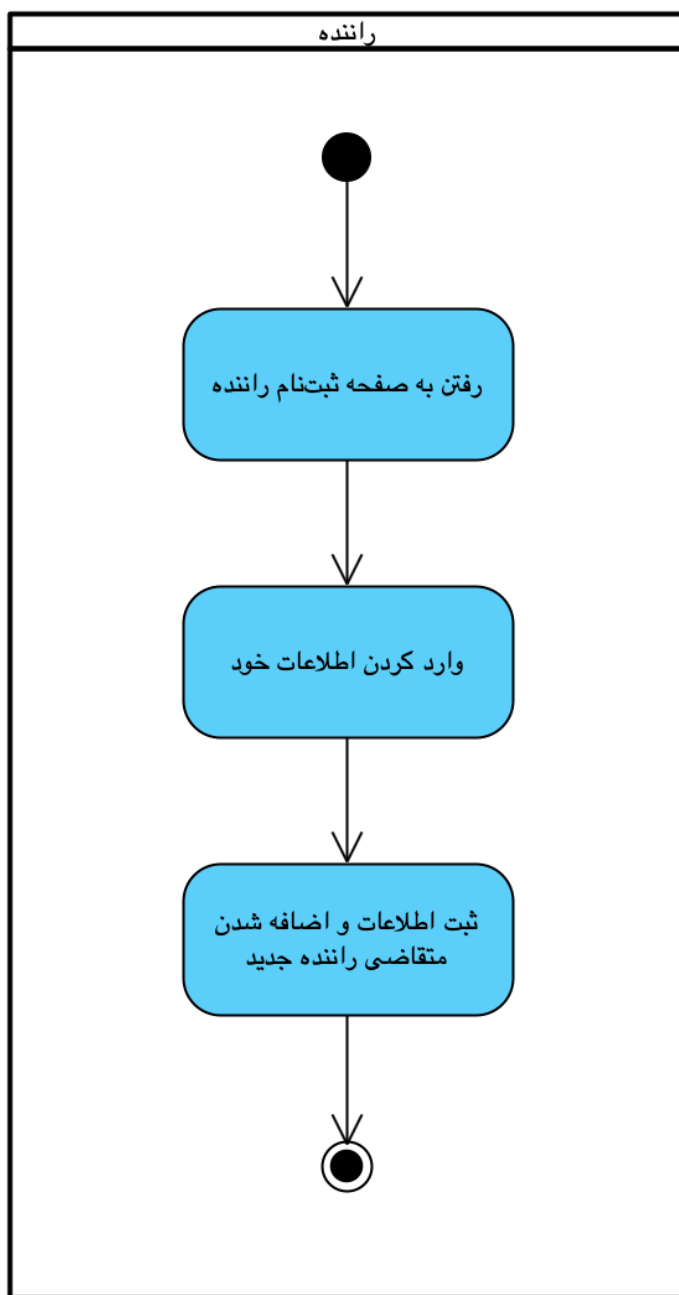 راننده
رفتن به صفحه ثبت‌نام راننده
وارد کردن اطلاعات خود
ثبت اطلاعات و اضافه شدن
متقاضی راننده جدید